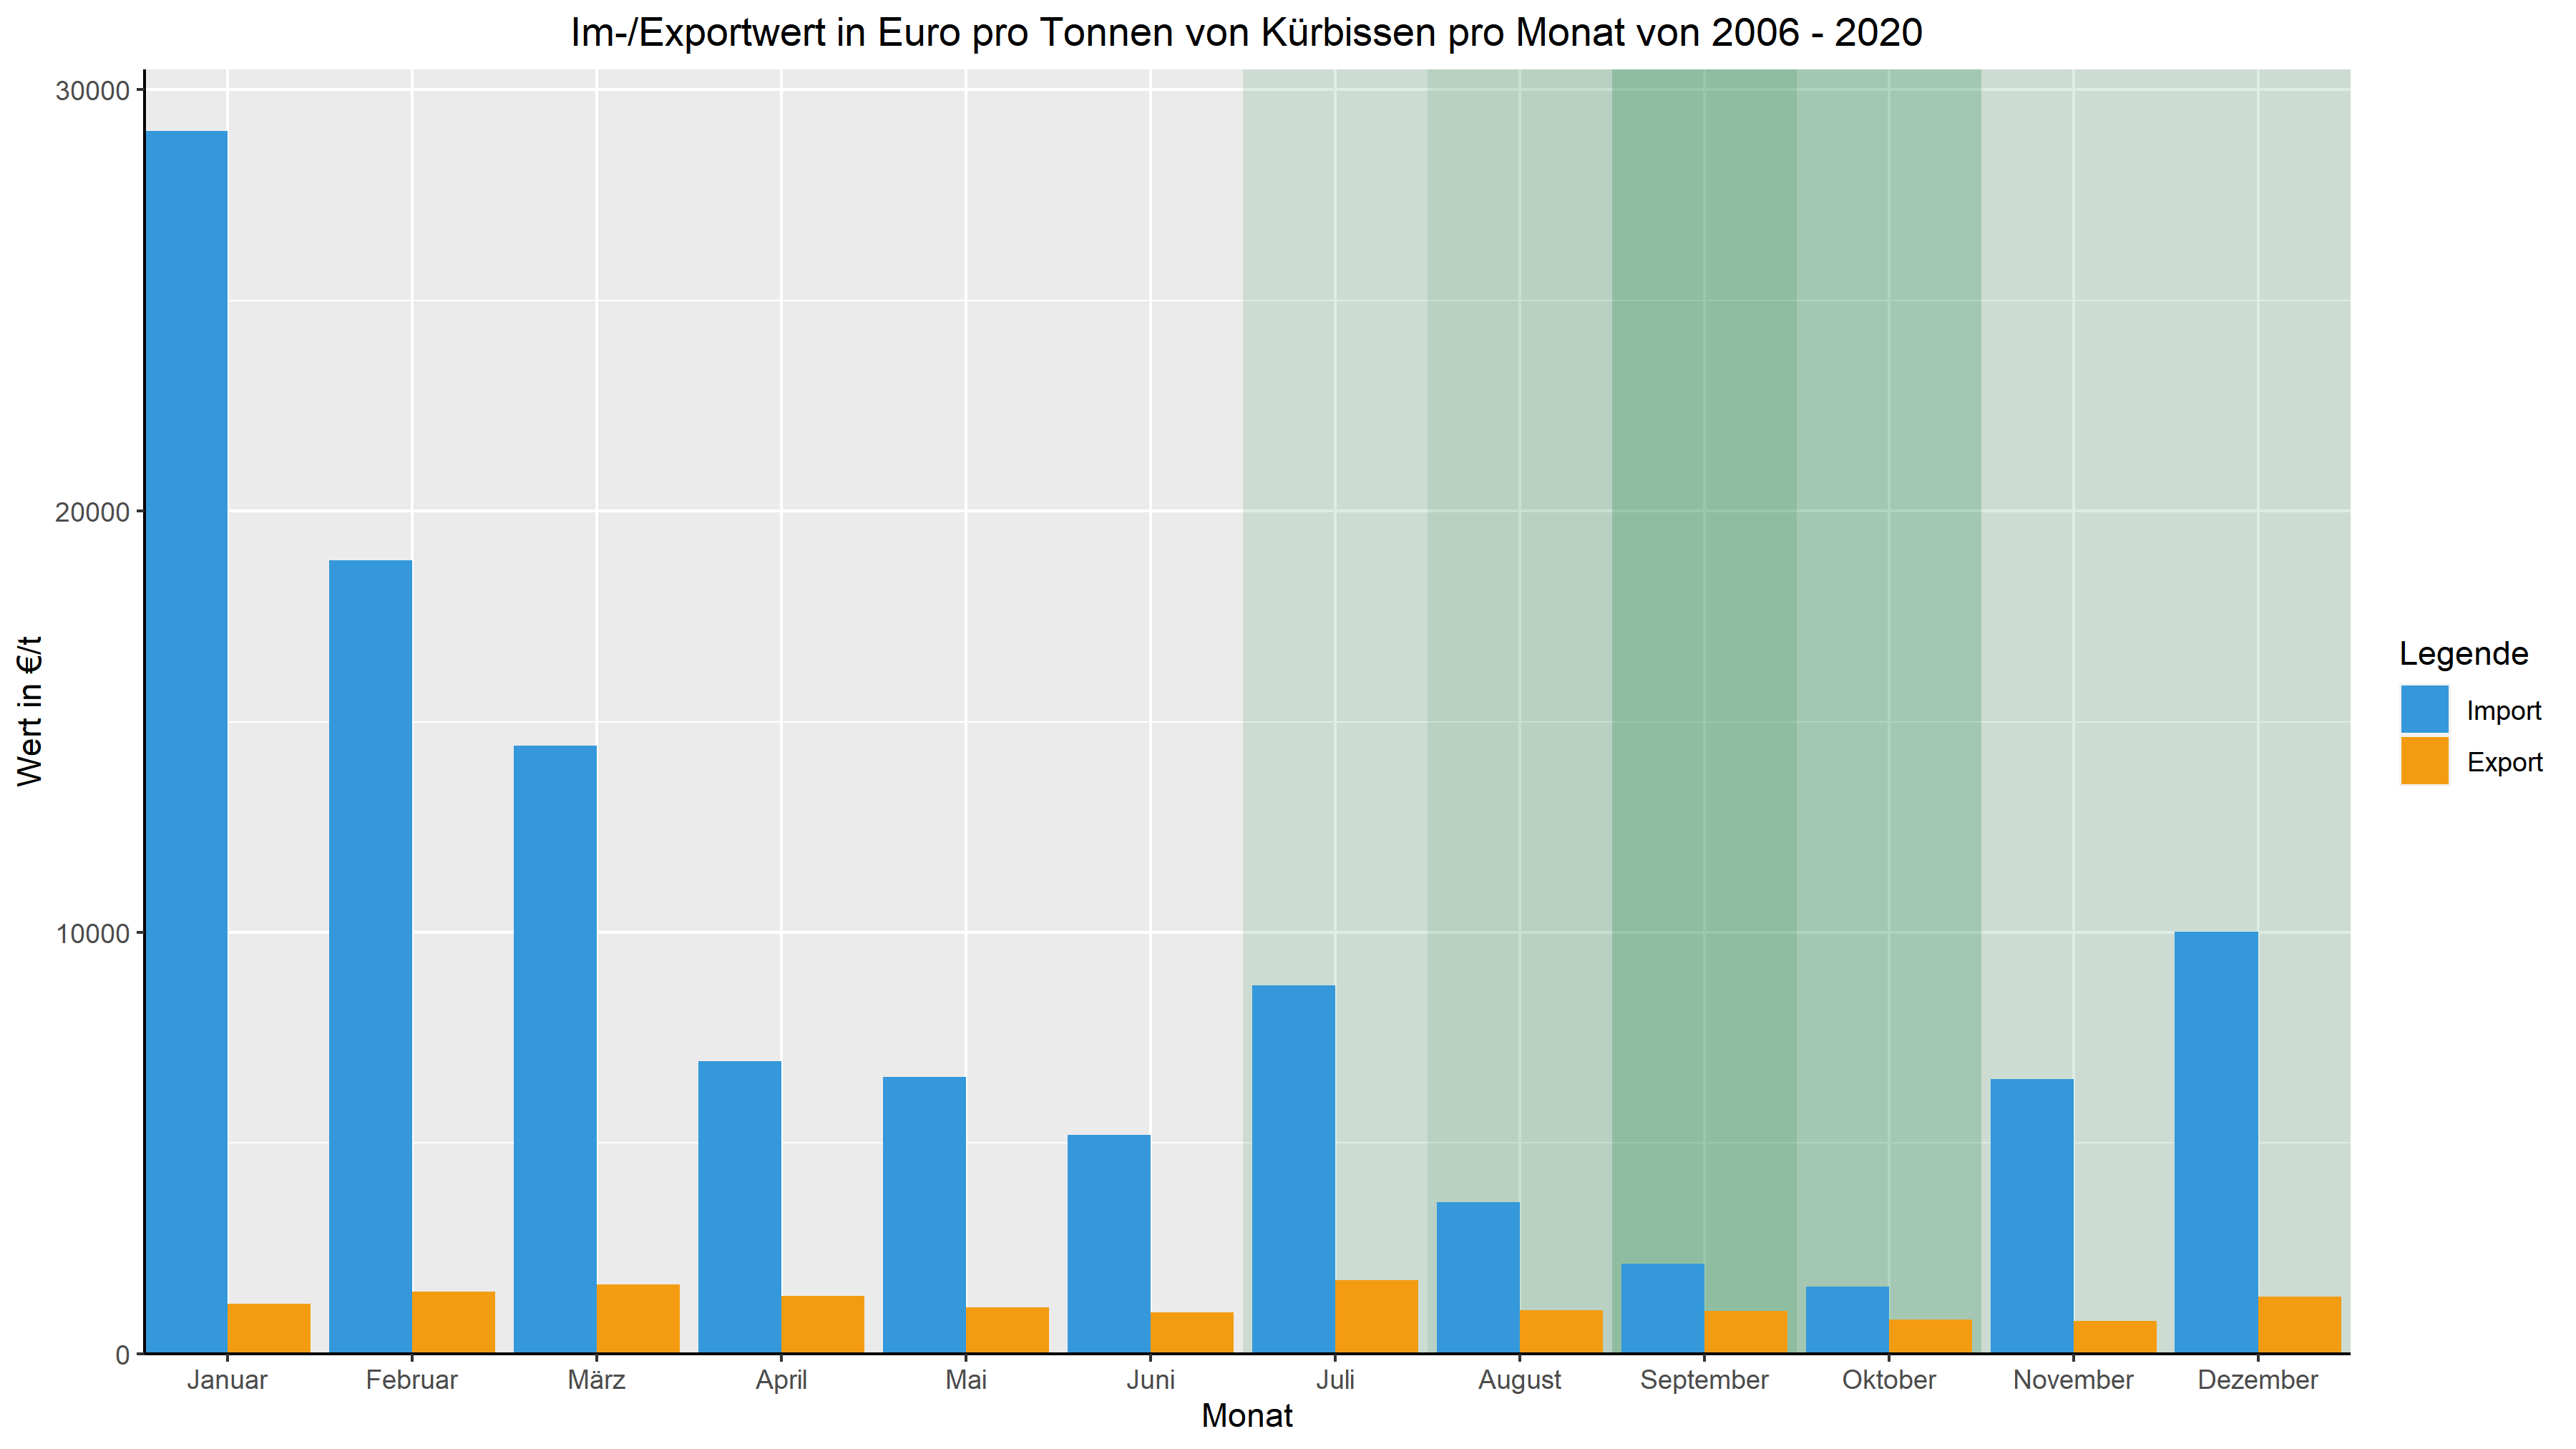 Im-/Exportwert in Euro pro Tonnen von Kürbissen pro Monat von 2006 - 2020
30000
20000
10000
0
Wert in €/t
Januar Februar März April Mai Juni Juli August September Oktober November Dezember
Monat
Legende
Import
Export